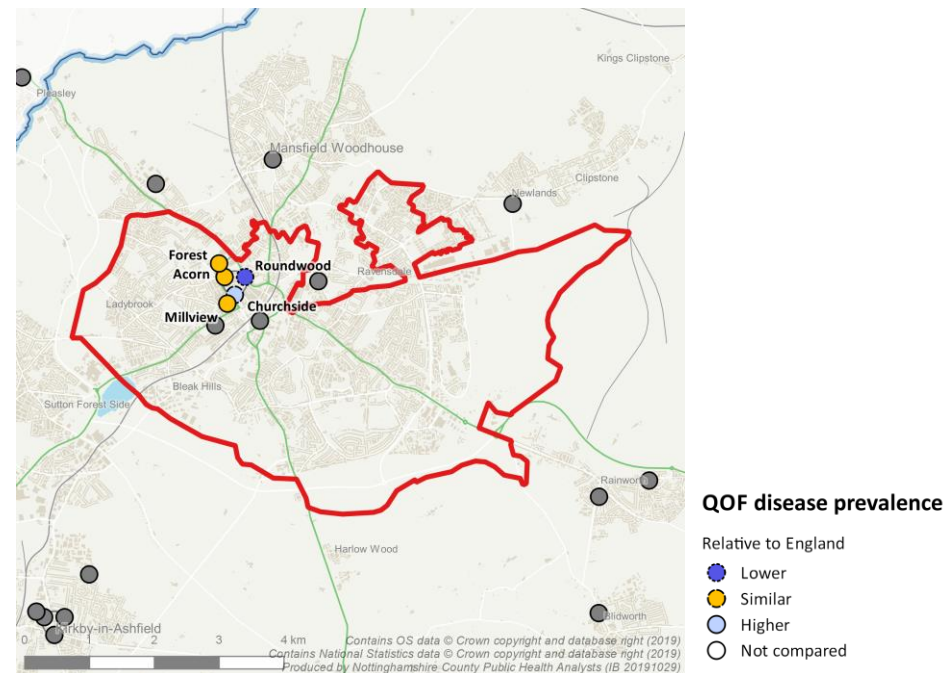 Kings Clipstone
Pleasley
Mansfield Woodhouse
Clipstone
Newlands
Forest
Roundwood
Acorn
Ravensdale
Ladybrook
Churchside
Millview
Bleak Hills
Sutton Forest Side
Rainworth
QOF disease prevalence
Relative to England
Lower
Similar
Higher
Not compared
Harlow Wood
Blidworth
Kirkby-in-Ashfield
0 1 2 3 4 km
Contains OS data © Crown copyright and database right (2019)
Contains National Statistics data © Crown copyright and database right (2019)
Produced by Nottinghamshire County Public Health Analysts (IB 20191029)